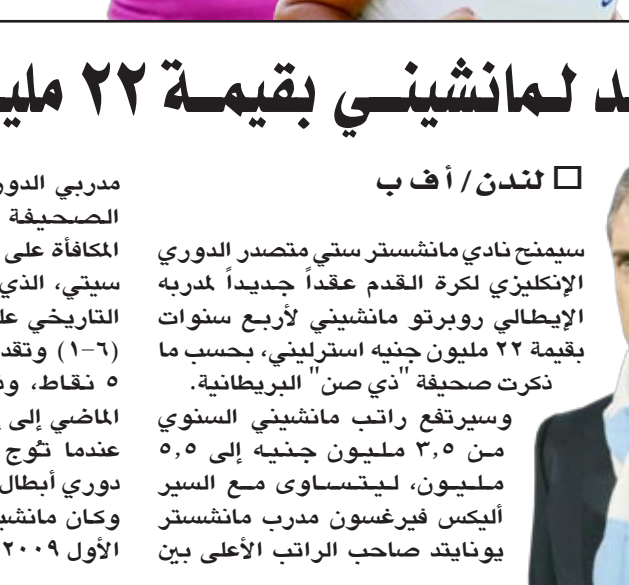 لمانشيني بقيمة ٢٢
لندن / أ ف ب
سيمنح نادي مانشستر ستي متصدر الدوري
الإنكليزي لكرة القدم عقداً جديداً لمدربه
الإيطالي روبرتو مانشيني لأربع سنوات
بقيمة ٢٢ مليون جنيه استرليني، بحسب ما
ذكرت صحيفة "ذي صن" البريطانية.
وسيرتفع راتب مانشيني السنوي
من ٣,٥ مليون جنيه إلى ٥,٥
مليون، ليتساوى مع السير
أليكس فيرغسون مدرب مانشستر
يونايتد صاحب الراتب الأعلى بين
مدربي الدور
الصحيفة
المكافأة على
سيتي، الذي
التاريخي
(٦-١) وتقد
٥ نقاط،
الماضي إلى
عندما تُوج
دوري أبطال
وكان
الأول ٢٠٠٩